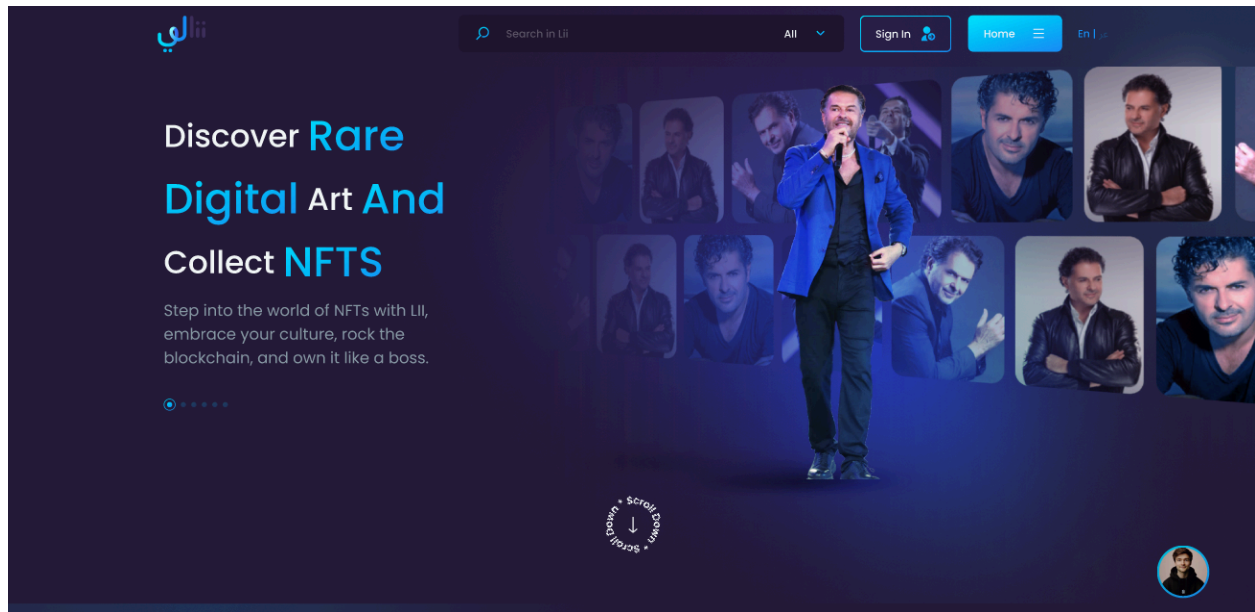 لي lii
Search in Lii
All
Sign In
Home
En | عر
Discover Rare
Digital Art And
Collect NFTS
Step into the world of NFTs with LII,
embrace your culture, rock the
blockchain, and own it like a boss.
Scroll Down * Scroll Down *